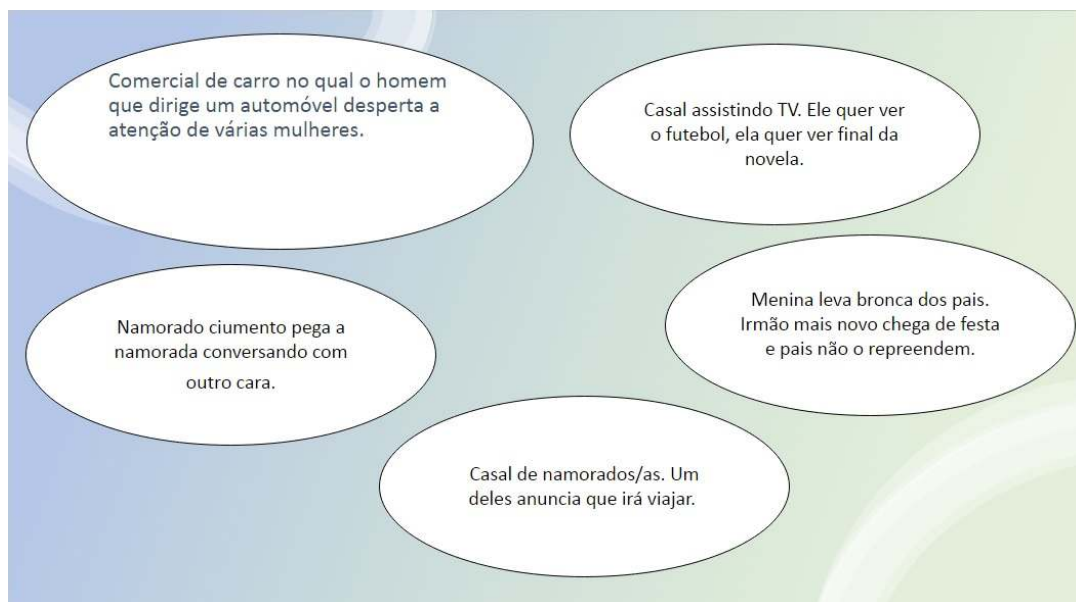 Comercial de carro no qual o homem
que dirige um automóvel desperta a
atenção de várias mulheres.
Casal assistindo TV. Ele quer ver
o futebol, ela quer ver final da
novela.
Namorado ciumento pega a
namorada conversando com
outro cara.
Menina leva bronca dos pais.
Irmão mais novo chega de festa
e pais não o repreendem.
Casal de namorados/as. Um
deles anuncia que irá viajar.